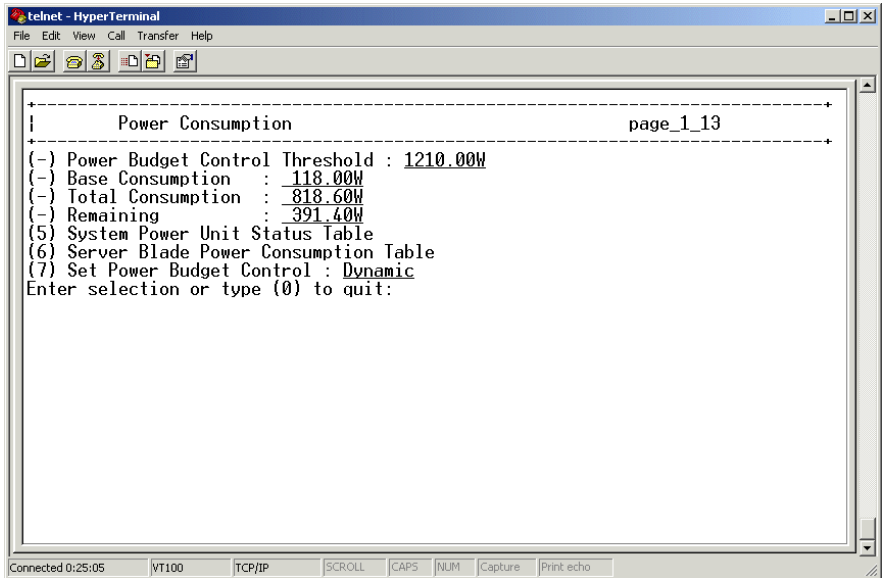 telnet - HyperTerminal
File Edit View Call Transfer Help
+------------------------------------------------------------------------------+
| Power Consumption page_1_13
+------------------------------------------------------------------------------+
(-) Power Budget Control Threshold : 1210.00W
(-) Base Consumption : 118.00W
(-) Total Consumption : 818.60W
(-) Remaining : 391.40W
(5) System Power Unit Status Table
(6) Server Blade Power Consumption Table
(7) Set Power Budget Control : Dynamic
Enter selection or type (0) to quit:
Connected 0:25:05 VT100 TCP/IP SCROLL CAPS NUM Capture Print echo